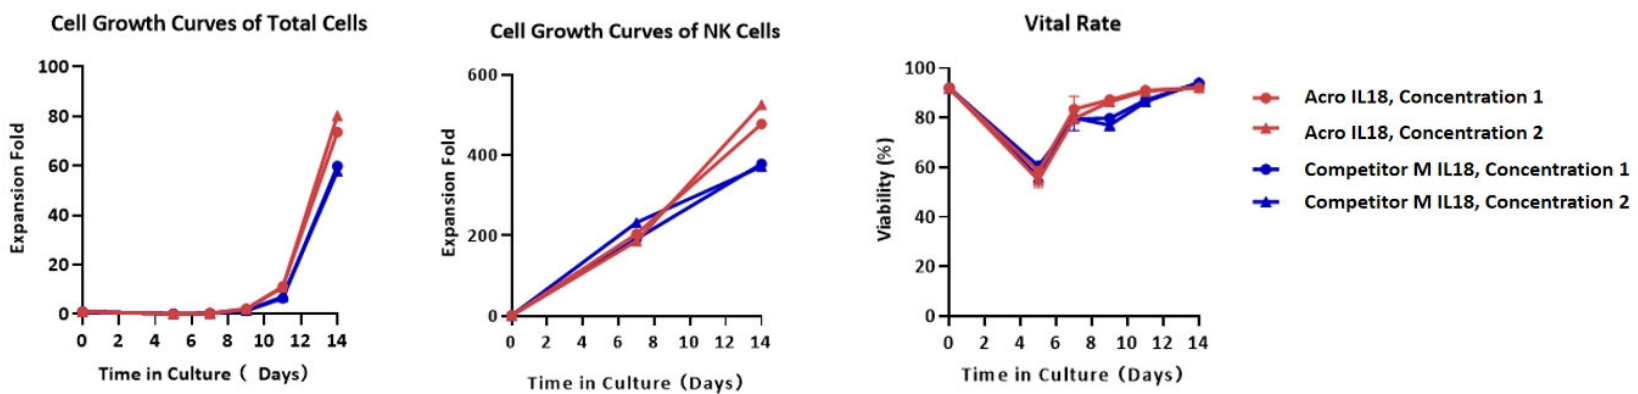 Cell Growth Curves of Total Cells
Expansion Fold
100
80
60
40
20
0
0 2 4 6 8 10 12 14
Time in Culture （ Days）
Cell Growth Curves of NK Cells
Expansion Fold
600
400
200
0
0 2 4 6 8 10 12 14
Time in Culture（Days）
Vital Rate
Viability (%)
100
80
60
40
20
0
0 2 4 6 8 10 12 14
Time in Culture（Days）
Acro IL18, Concentration 1
Acro IL18, Concentration 2
Competitor M IL18, Concentration 1
Competitor M IL18, Concentration 2